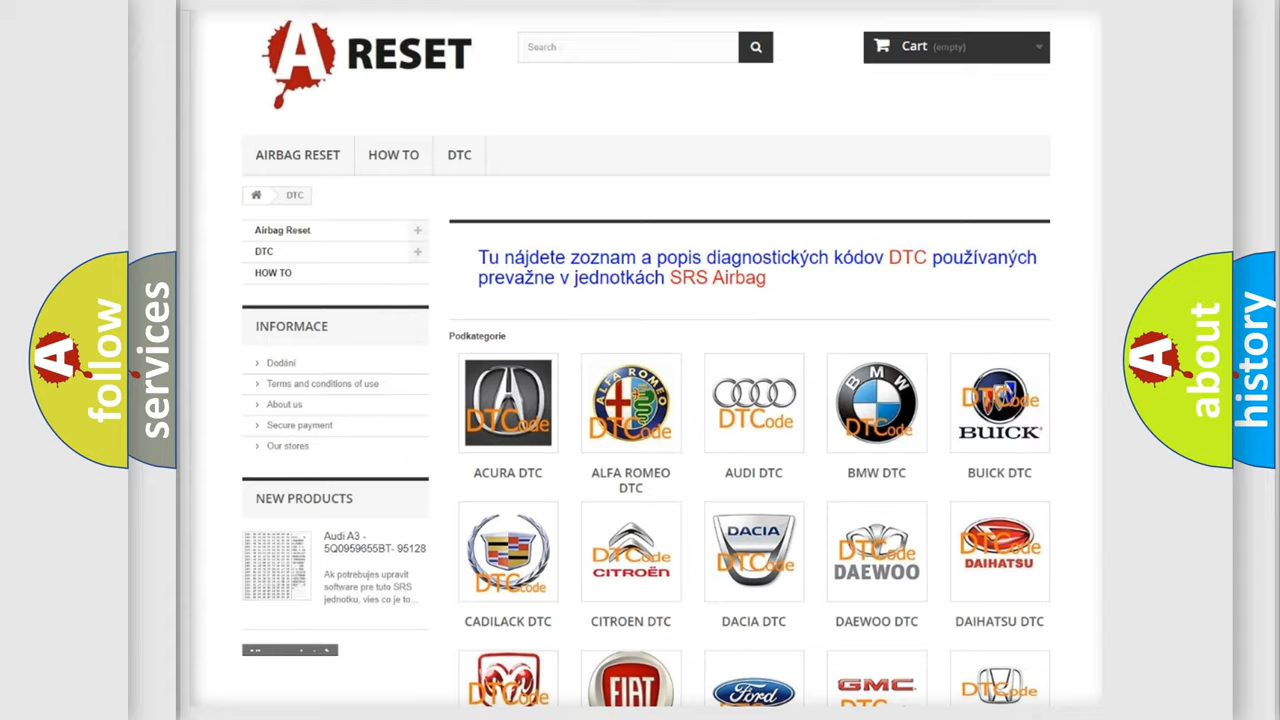 A RESET
Search
Cart (empty)
AIRBAG RESET
HOW TO
DTC
DTC
Airbag Reset
DTC
HOW TO
INFORMACE
Dodání
Terms and conditions of use
About us
Secure payment
Our stores
NEW PRODUCTS
Audi A3 -
5Q0959655BT- 95128
Ak potrebujes upravit
software pre tuto SRS
jednotku, vies co je to...
Tu nájdete zoznam a popis diagnostických kódov DTC používaných
prevažne v jednotkách SRS Airbag
Podkategorie
DTCode
ALFA ROMEO
DTCode
DTCode
BMW
DTCode
DTCode
BUICK
ACURA DTC
ALFA ROMEO
DTC
AUDI DTC
BMW DTC
BUICK DTC
DTCode
DTCode
CITROËN
DACIA
DTCode
DTCode
DAEWOO
DTCode
DAIHATSU
CADILACK DTC
CITROEN DTC
DACIA DTC
DAEWOO DTC
DAIHATSU DTC
DTCode
FIAT
Ford
GMC
DTCode
A follow
services
A about
history